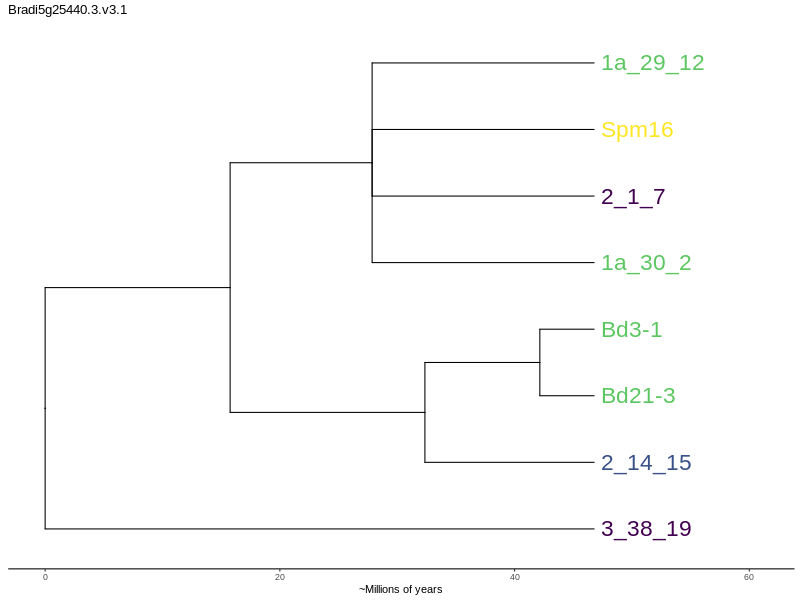 Bradi5g25440.3.v3.1
1a_29_12
Spm16
2_1_7
1a_30_2
Bd3-1
Bd21-3
2_14_15
3_38_19
0 20 40 60
~Millions of years